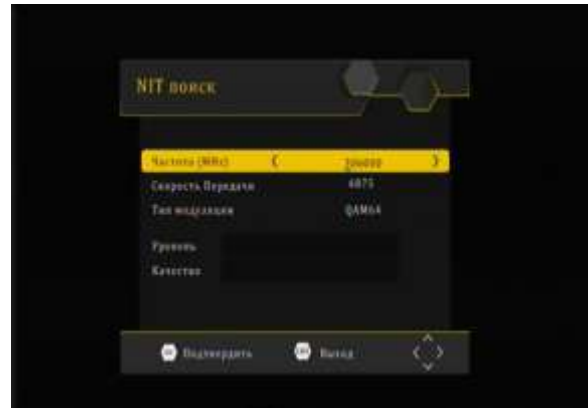 NIT поиск
Частота (MHz)
Скорость Передачи 6875
Тип модуляции QAM64
Уровень
Качество
Подтвердить Выход